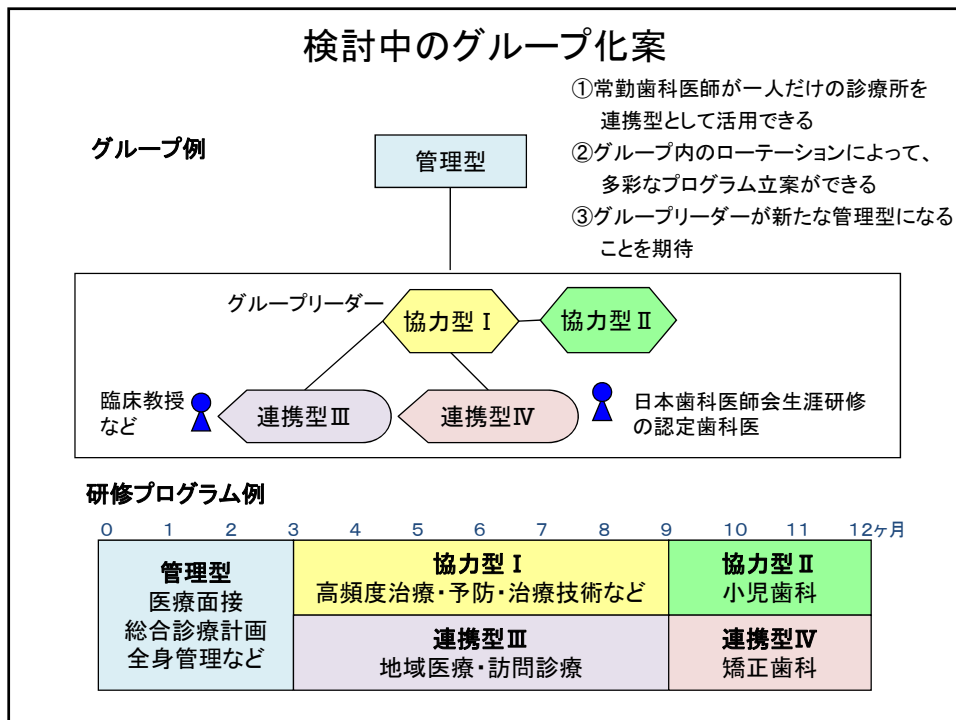 検討中のグループ化案
①常勤歯科医師が一人だけの診療所を
連携型として活用できる
②グループ内のローテーションによって、
多彩なプログラム立案ができる
③グループリーダーが新たな管理型になる
ことを期待
グループ例
管理型
グループリーダー
協力型Ⅰ
協力型Ⅱ
臨床教授
など
連携型Ⅲ
連携型Ⅳ
日本歯科医師会生涯研修
の認定歯科医
研修プログラム例
0 1 2 3 4 5 6 7 8 9 10 11 12ヶ月
管理型
医療面接
総合診療計画
全身管理など
協力型Ⅰ
高頻度治療・予防・治療技術など
協力型Ⅱ
小児歯科
連携型Ⅲ
地域医療・訪問診療
連携型Ⅳ
矯正歯科